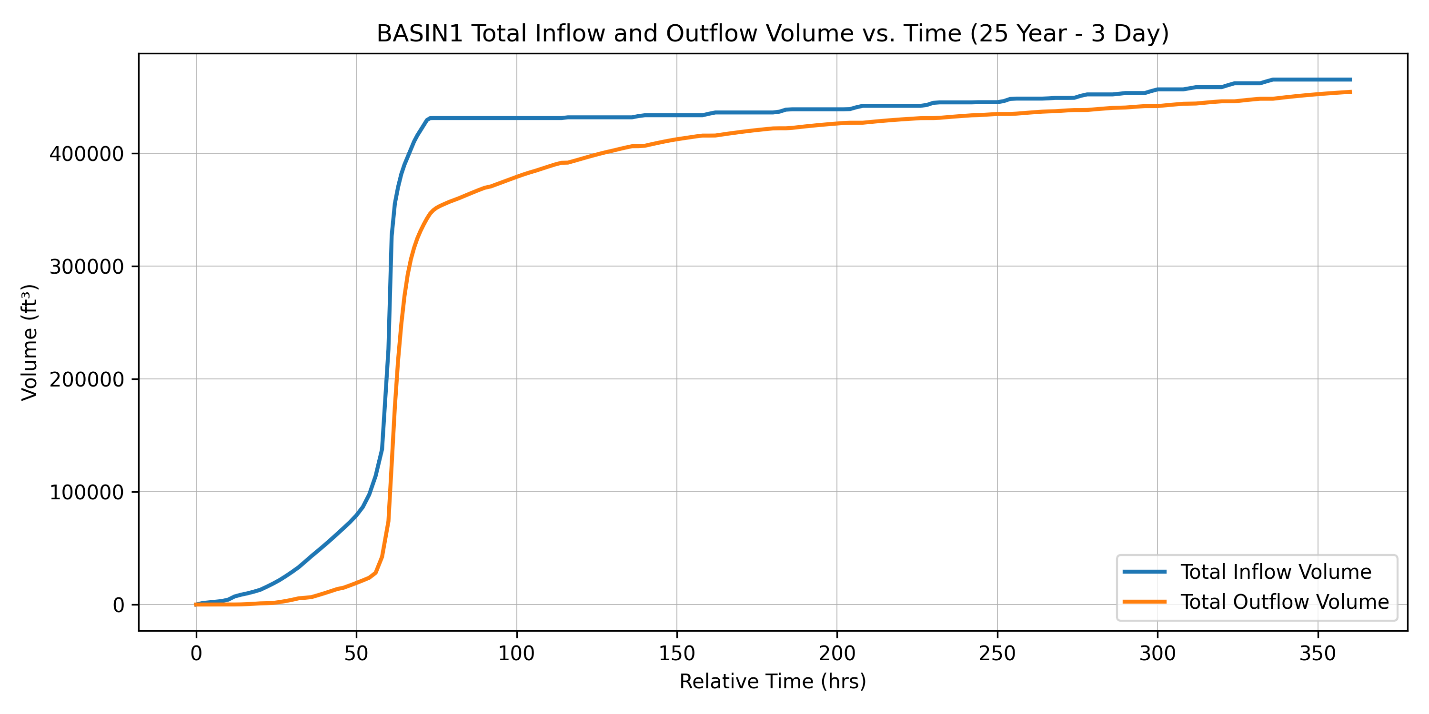 BASIN1 Total Inflow and Outflow Volume vs. Time (25 Year - 3 Day)
Volume (ft³)
400000
300000
200000
100000
0
0 50 100 150 200 250 300 350
Relative Time (hrs)
Total Inflow Volume
Total Outflow Volume